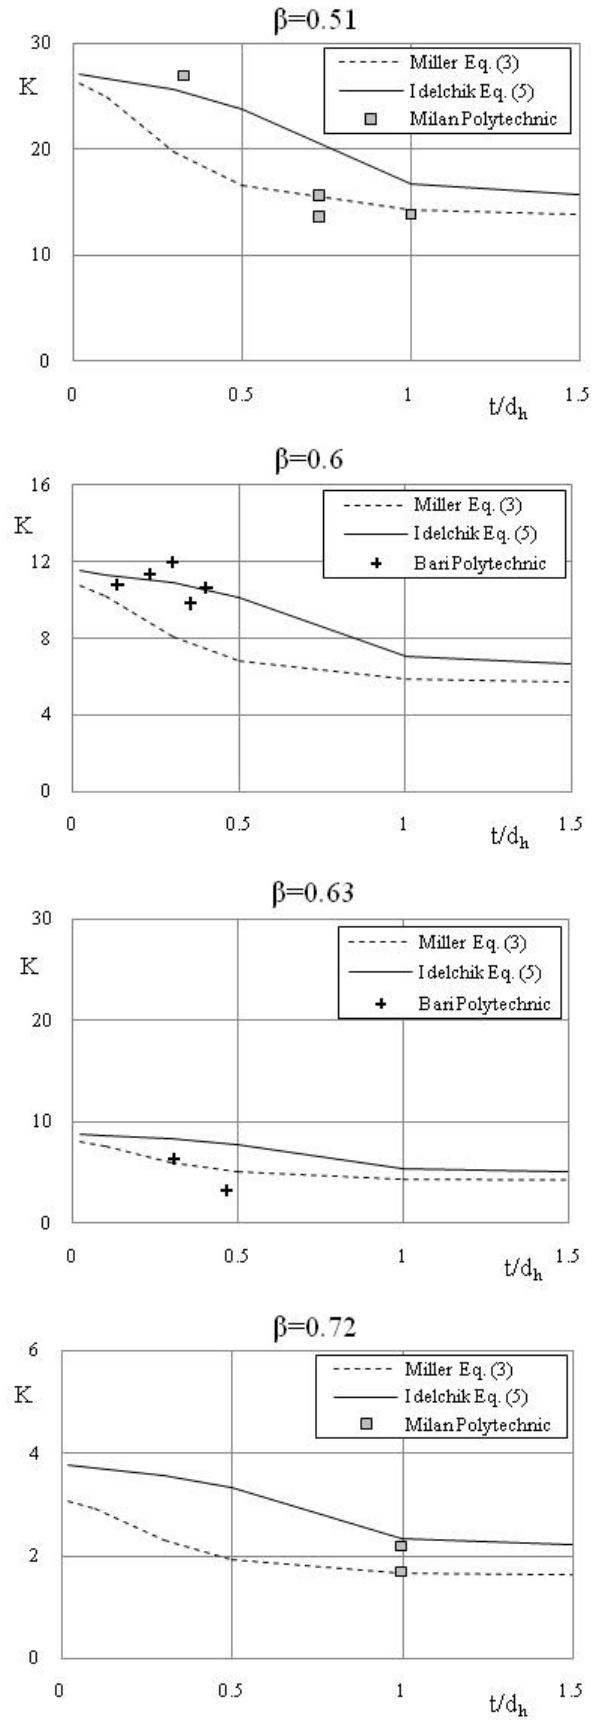 β=0.51
30
K
Miller Eq. (3)
Idelchik Eq. (5)
Milan Polytechnic
20
10
0
0 0.5 1 1.5
t/dh
β=0.6
16
K
Miller Eq. (3)
Idelchik Eq. (5)
Bari Polytechnic
12
8
4
0
0 0.5 1 1.5
t/dh
β=0.63
30
K
Miller Eq. (3)
Idelchik Eq. (5)
Bari Polytechnic
20
10
0
0 0.5 1 1.5
t/dh
β=0.72
6
K
Miller Eq. (3)
Idelchik Eq. (5)
Milan Polytechnic
4
2
0
0 0.5 1 1.5
t/dh